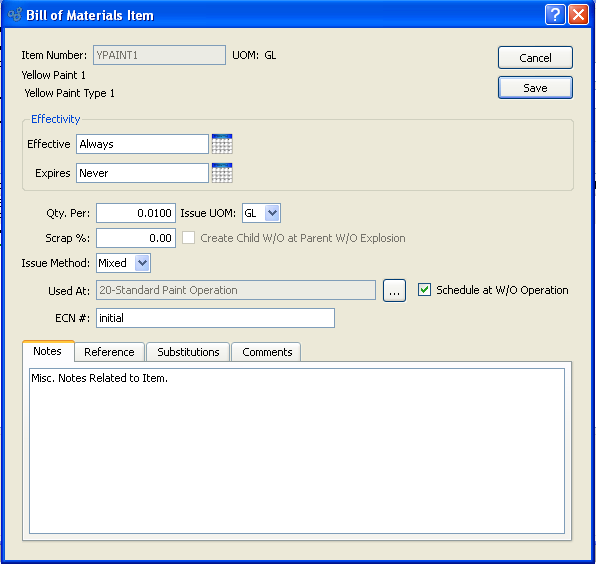 Bill of Materials Item
Item Number: YPAINT1 UOM: GL
Cancel
Yellow Paint 1
Save
Yellow Paint Type 1
Effectivity
Effective Always
Expires Never
Qty. Per: 0.0100 Issue UOM: GL
Scrap %: 0.00 Create Child W/O at Parent W/O Explosion
Issue Method: Mixed
Used At: 20-Standard Paint Operation ... Schedule at W/O Operation
ECN #: initial
Notes Reference Substitutions Comments
Misc. Notes Related to Item.